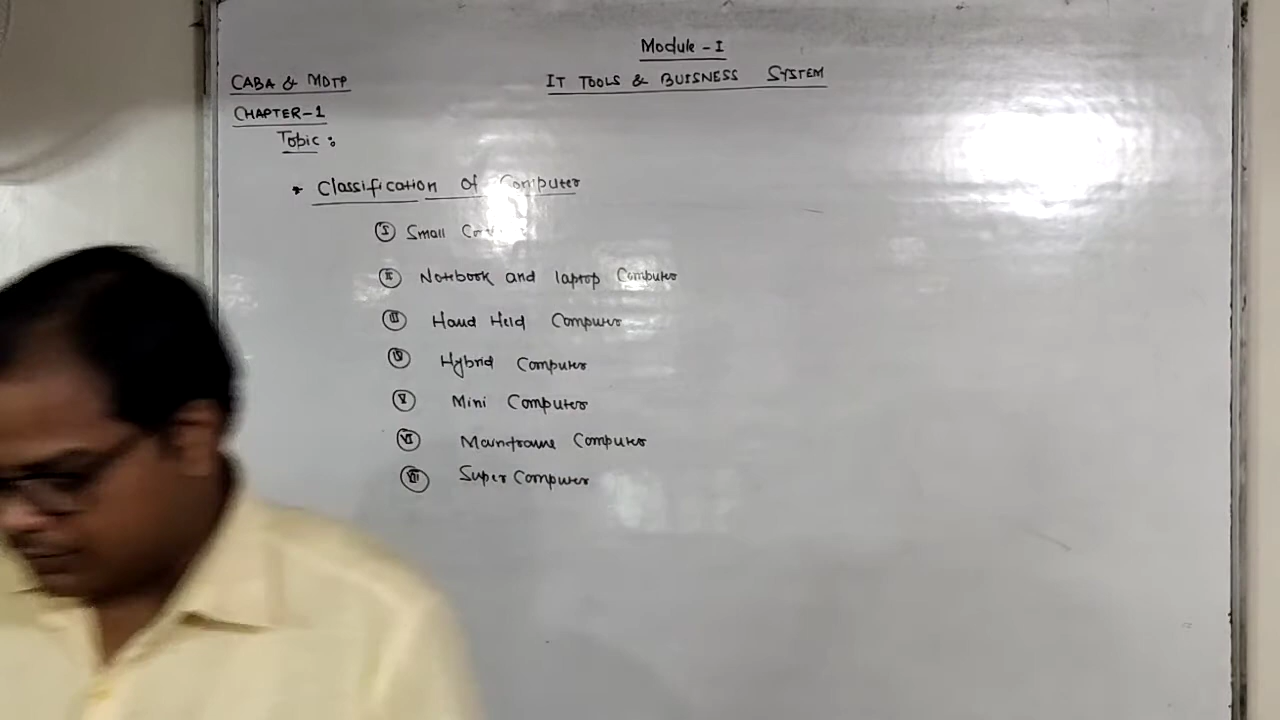 Module - I
CABA & MDTP
IT TOOLS & BUISNESS SYSTEM
CHAPTER-1
Topic :
* Classification of Computer
I Small
II Notebook and laptop Computer
III Hand Held Computer
IV Hybrid Computer
V Mini Computer
VI Mainframe Computer
VII Super Computer